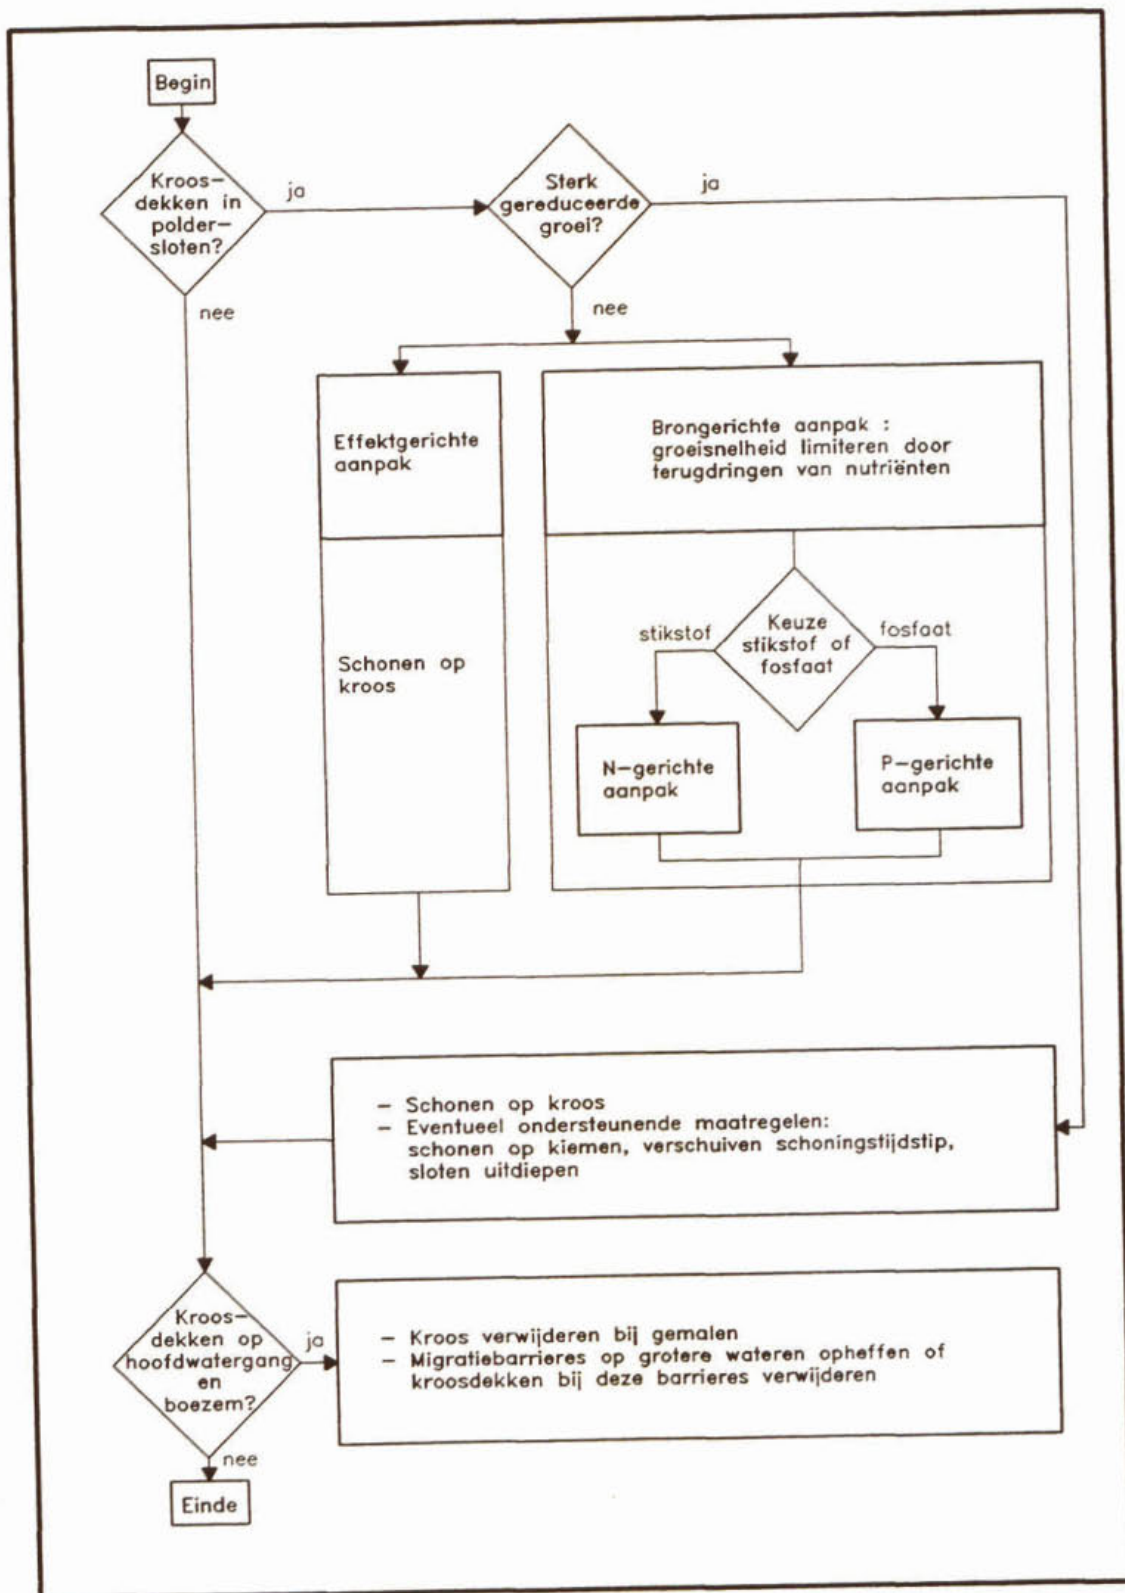 Begin
Kroos–
dekken in
polder–
sloten?
ja
Sterk
gereduceerde
groei?
ja
nee
nee
Effektgerichte
aanpak
Brongerichte aanpak :
groeisnelheid limiteren door
terugdringen van nutriënten
Schonen op
kroos
stikstof
Keuze
stikstof of
fosfaat
fosfaat
N–gerichte
aanpak
P–gerichte
aanpak
– Schonen op kroos
– Eventueel ondersteunende maatregelen:
schonen op kiemen, verschuiven schoningstijdstip,
sloten uitdiepen
Kroos–
dekken op
hoofdwatergang
en
boezem?
ja
– Kroos verwijderen bij gemalen
– Migratiebarrieres op grotere wateren opheffen of
kroosdekken bij deze barrieres verwijderen
nee
Einde